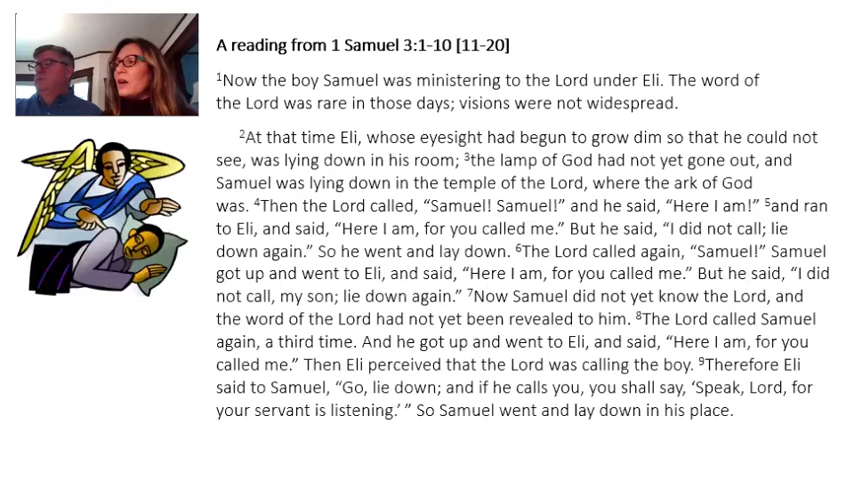 A reading from 1 Samuel 3:1-10 [11-20]
¹Now the boy Samuel was ministering to the Lord under Eli. The word of
the Lord was rare in those days; visions were not widespread.
²At that time Eli, whose eyesight had begun to grow dim so that he could not
see, was lying down in his room; ³the lamp of God had not yet gone out, and
Samuel was lying down in the temple of the Lord, where the ark of God
was. ⁴Then the Lord called, “Samuel! Samuel!” and he said, “Here I am!” ⁵and ran
to Eli, and said, “Here I am, for you called me.” But he said, “I did not call; lie
down again.” So he went and lay down. ⁶The Lord called again, “Samuel!” Samuel
got up and went to Eli, and said, “Here I am, for you called me.” But he said, “I did
not call, my son; lie down again.” ⁷Now Samuel did not yet know the Lord, and
the word of the Lord had not yet been revealed to him. ⁸The Lord called Samuel
again, a third time. And he got up and went to Eli, and said, “Here I am, for you
called me.” Then Eli perceived that the Lord was calling the boy. ⁹Therefore Eli
said to Samuel, “Go, lie down; and if he calls you, you shall say, ‘Speak, Lord, for
your servant is listening.’ ” So Samuel went and lay down in his place.